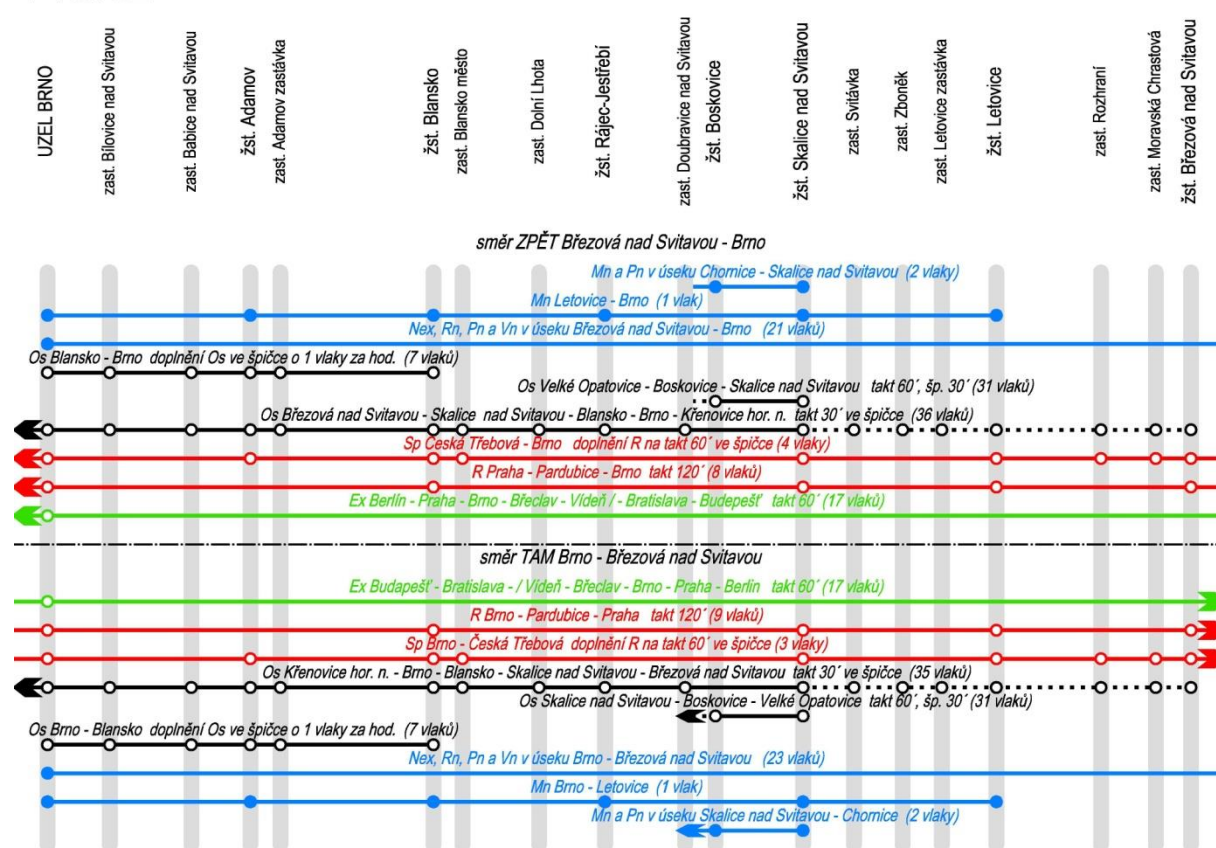 UZEL BRNO
zast. Bílovice nad Svitavou
zast. Babice nad Svitavou
žst. Adamov
zast. Adamov zastávka
žst. Blansko
zast. Blansko město
zast. Dolní Lhota
žst. Rájec-Jestřebí
zast. Doubravice nad Svitavou
žst. Boskovice
žst. Skalice nad Svitavou
zast. Svitávka
zast. Zboněk
zast. Letovice zastávka
žst. Letovice
zast. Rozhraní
zast. Moravská Chrastová
žst. Březová nad Svitavou
směr ZPĚT Březová nad Svitavou - Brno
Mn a Pn v úseku Chornice - Skalice nad Svitavou (2 vlaky)
Mn Letovice - Brno (1 vlak)
Nex, Rn, Pn a Vn v úseku Březová nad Svitavou - Brno (21 vlaků)
Os Blansko - Brno doplnění Os ve špičce o 1 vlaky za hod. (7 vlaků)
Os Velké Opatovice - Boskovice - Skalice nad Svitavou takt 60´, šp. 30´ (31 vlaků)
Os Březová nad Svitavou - Skalice nad Svitavou - Blansko - Brno - Křenovice hor. n. takt 30´ ve špičce (36 vlaků)
Sp Česká Třebová - Brno doplnění R na takt 60´ ve špičce (4 vlaky)
R Praha - Pardubice - Brno takt 120´ (8 vlaků)
Ex Berlín - Praha - Brno - Břeclav - Vídeň / - Bratislava - Budepešť takt 60´ (17 vlaků)
směr TAM Brno - Březová nad Svitavou
Ex Budapešť - Bratislava - / Vídeň - Břeclav - Brno - Praha - Berlin takt 60´ (17 vlaků)
R Brno - Pardubice - Praha takt 120´ (9 vlaků)
Sp Brno - Česká Třebová doplnění R na takt 60´ ve špičce (3 vlaky)
Os Křenovice hor. n. - Brno - Blansko - Skalice nad Svitavou - Březová nad Svitavou takt 30´ ve špičce (35 vlaků)
Os Skalice nad Svitavou - Boskovice - Velké Opatovice takt 60´, šp. 30´ (31 vlaků)
Os Brno - Blansko doplnění Os ve špičce o 1 vlaky za hod. (7 vlaků)
Nex, Rn, Pn a Vn v úseku Brno - Březová nad Svitavou (23 vlaků)
Mn Brno - Letovice (1 vlak)
Mn a Pn v úseku Skalice nad Svitavou - Chornice (2 vlaky)